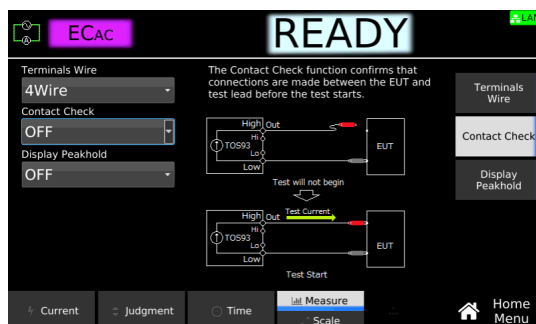 ECAC
READY
LAN
Terminals Wire
4Wire
Contact Check
OFF
Display Peakhold
OFF
The Contact Check function confirms that
connections are made between the EUT and
test lead before the test starts.
High Out
Hi
TOS93
Lo
Low
EUT
Test will not begin
High Out
Test Current
Hi
TOS93
Lo
Low
EUT
Test Start
Terminals
Wire
Contact Check
Display
Peakhold
Current
Judgment
Time
Measure
Scale
Home
Menu